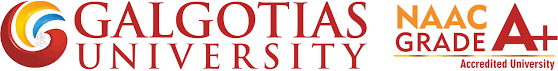 GALGOTIAS
UNIVERSITY
NAAC
GRADE A+
Accredited University